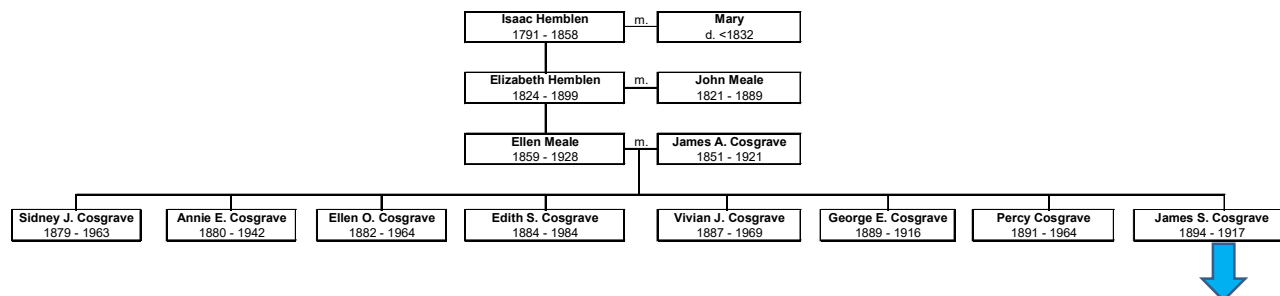 Isaac Hemblen m. Mary
1791 - 1858 d. <1832
Elizabeth Hemblen m. John Meale
1824 - 1899 1821 - 1889
Ellen Meale m. James A. Cosgrave
1859 - 1928 1851 - 1921
Sidney J. Cosgrave Annie E. Cosgrave Ellen O. Cosgrave Edith S. Cosgrave Vivian J. Cosgrave George E. Cosgrave Percy Cosgrave James S. Cosgrave
1879 - 1963 1880 - 1942 1882 - 1964 1884 - 1984 1887 - 1969 1889 - 1916 1891 - 1964 1894 - 1917